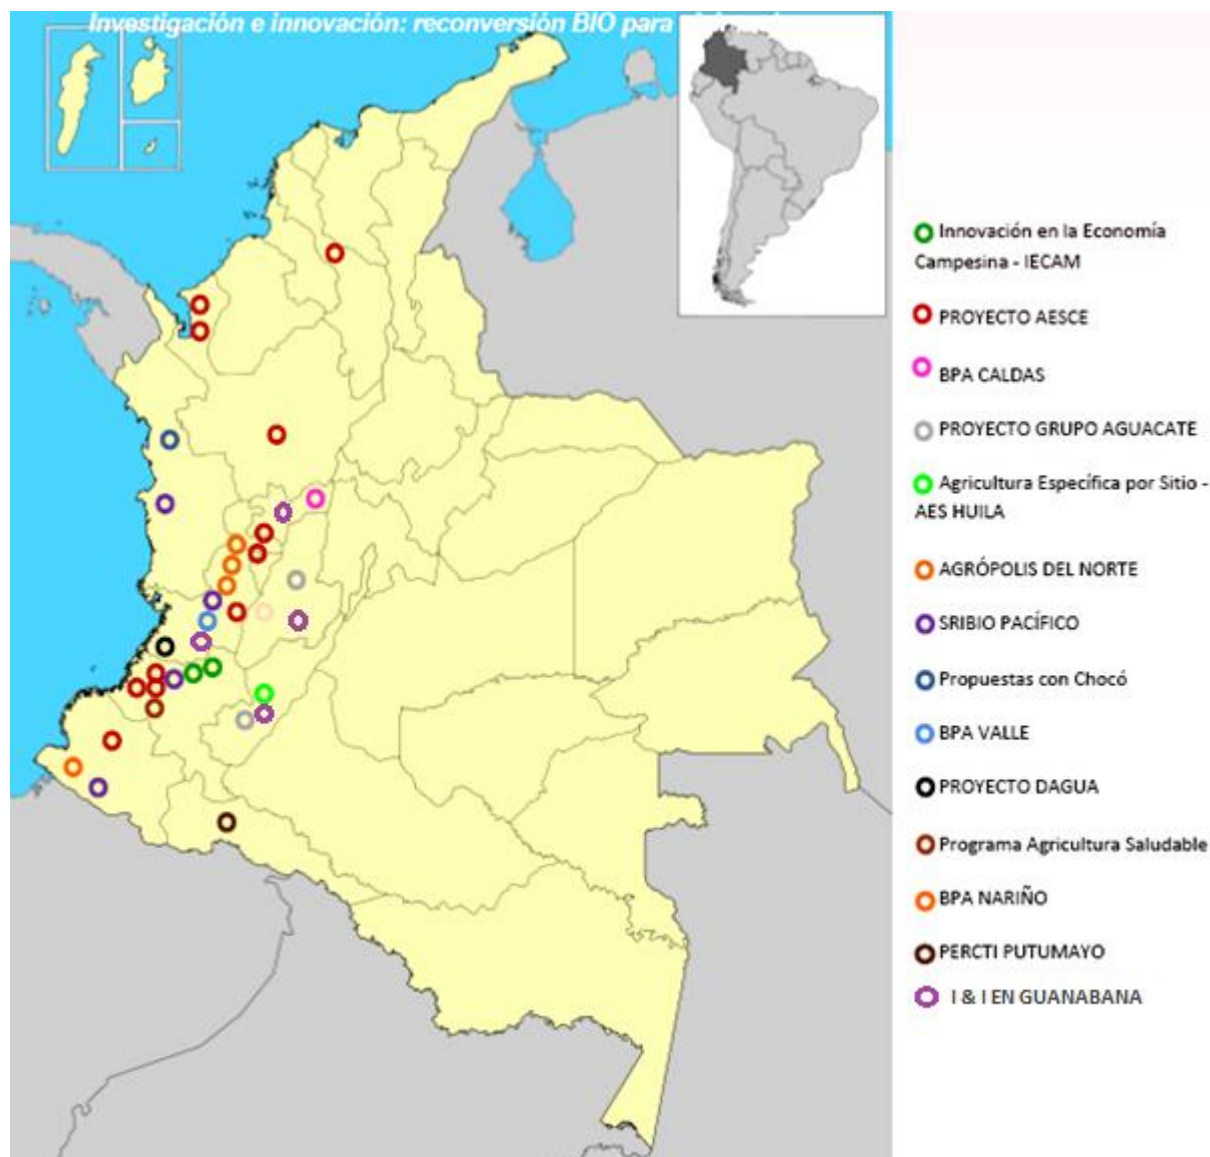 Investigación e innovación: reconversión BIO para
Innovación en la Economía
Campesina - IECAM
PROYECTO AESCE
BPA CALDAS
PROYECTO GRUPO AGUACATE
Agricultura Específica por Sitio -
AES HUILA
AGRÓPOLIS DEL NORTE
SRIBIO PACÍFICO
Propuestas con Chocó
BPA VALLE
PROYECTO DAGUA
Programa Agricultura Saludable
BPA NARIÑO
PERCTI PUTUMAYO
I & I EN GUANABANA